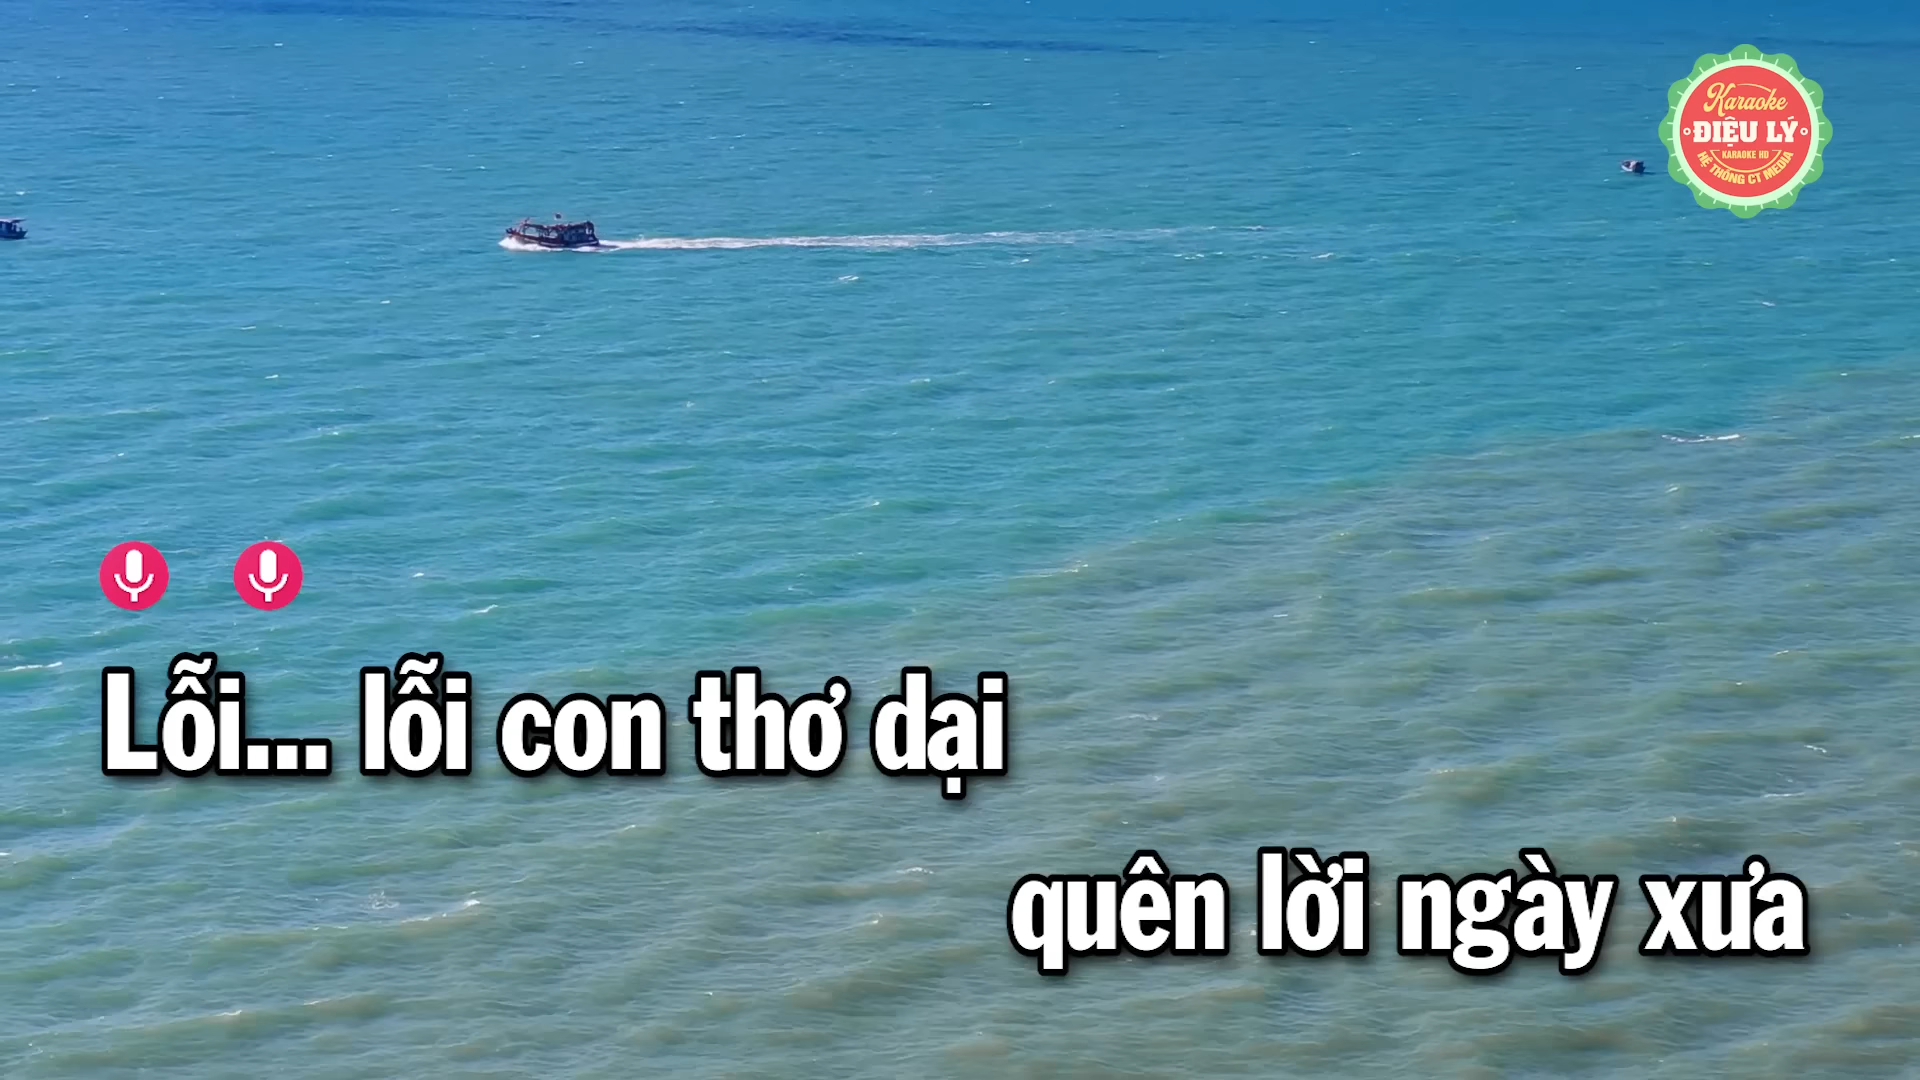 Karaoke
ĐIỆU LÝ
KARAOKE HD
HỆ THỐNG CT MEDIA
Lỗi... lỗi con thơ dại
quên lời ngày xưa